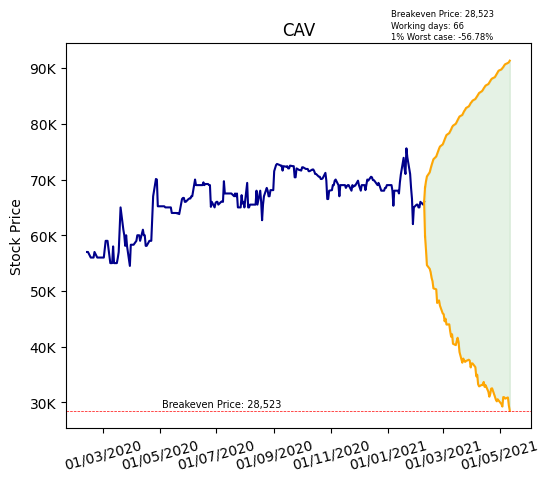 Breakeven Price: 28,523
Working days: 66
1% Worst case: -56.78%
CAV
Stock Price
90K
80K
70K
60K
50K
40K
30K
Breakeven Price: 28,523
01/03/2020
01/05/2020
01/07/2020
01/09/2020
01/11/2020
01/01/2021
01/03/2021
01/05/2021